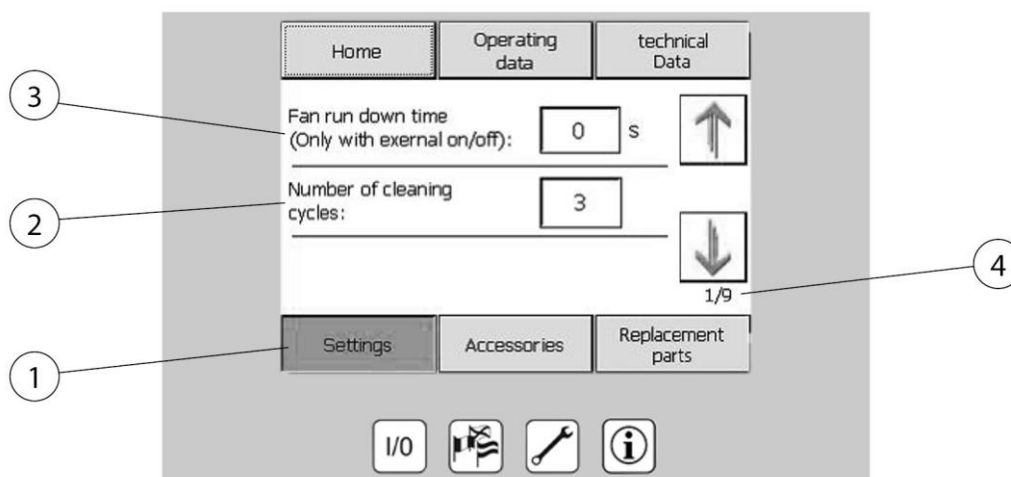 Home
Operating
data
technical
Data
3
Fan run down time
(Only with exernal on/off):
0
s
2
Number of cleaning
cycles:
3
4
1/9
1
Settings
Accessories
Replacement
parts
I/0
i